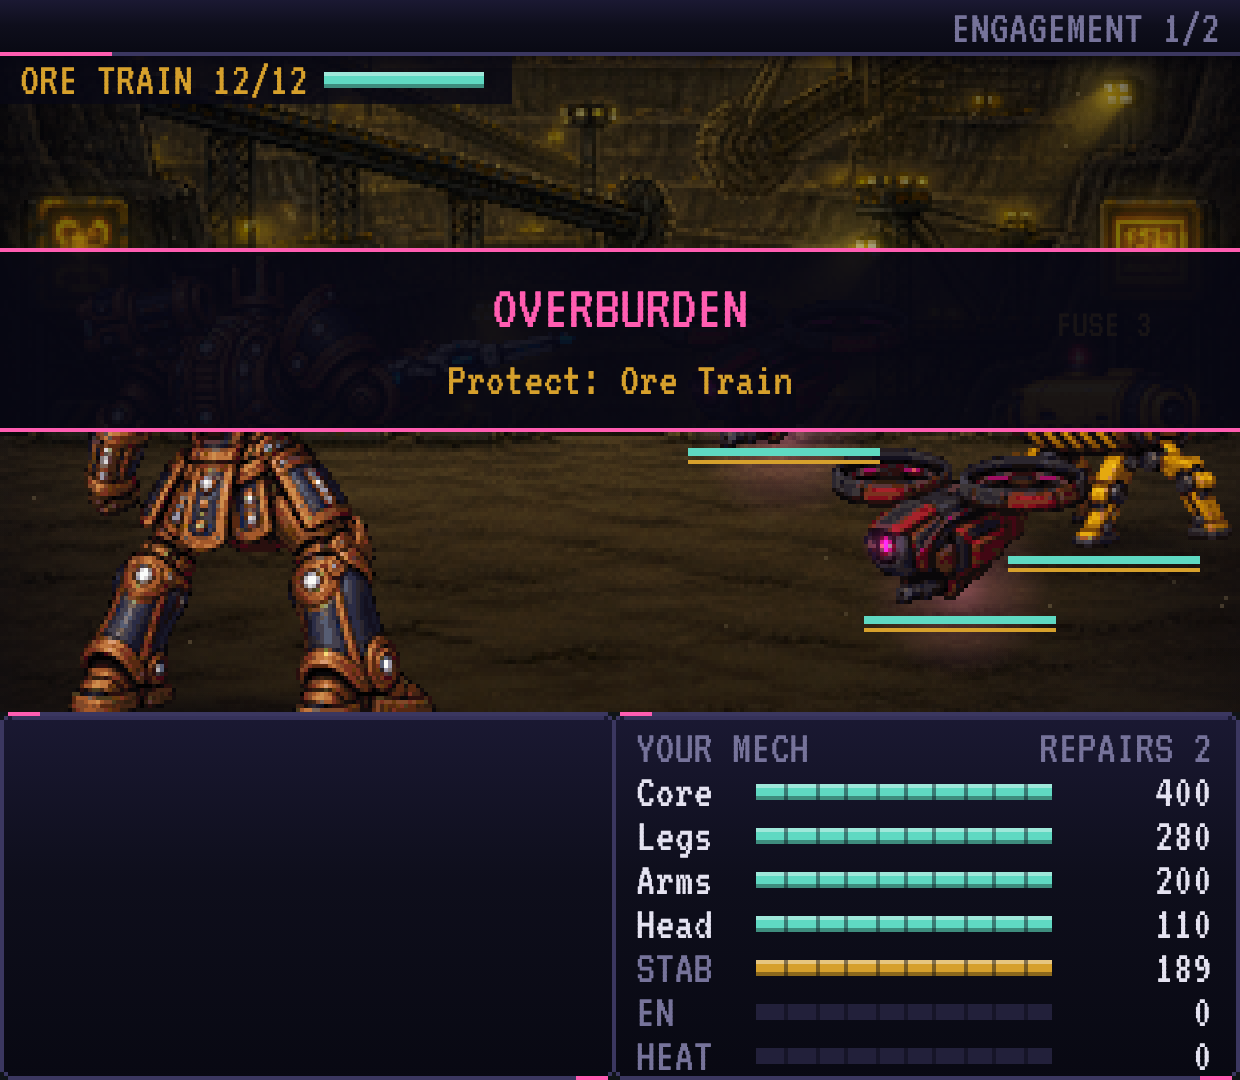 ENGAGEMENT 1/2
ORE TRAIN 12/12
OVERBURDEN
FUSE 3
Protect: Ore Train
YOUR MECH REPAIRS 2
Core 400
Legs 280
Arms 200
Head 110
STAB 189
EN 0
HEAT 0